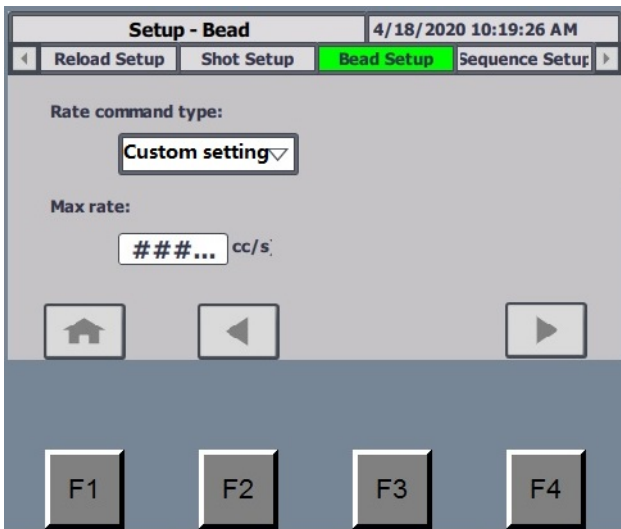 Setup - Bead
4/18/2020 10:19:26 AM
Reload Setup
Shot Setup
Bead Setup
Sequence Setup
Rate command type:
Custom setting
Max rate:
###... cc/s
F1
F2
F3
F4